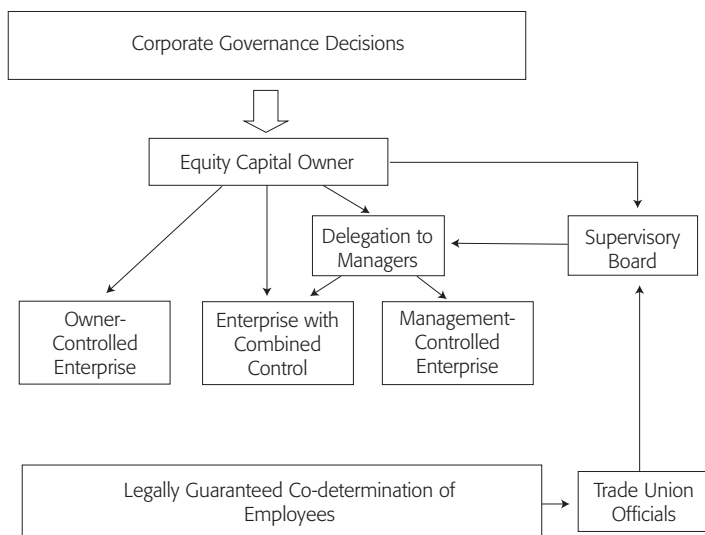 Corporate Governance Decisions
Equity Capital Owner
Delegation to
Managers
Supervisory
Board
Owner-
Controlled
Enterprise
Enterprise with
Combined
Control
Management-
Controlled
Enterprise
Legally Guaranteed Co-determination of
Employees
Trade Union
Officials